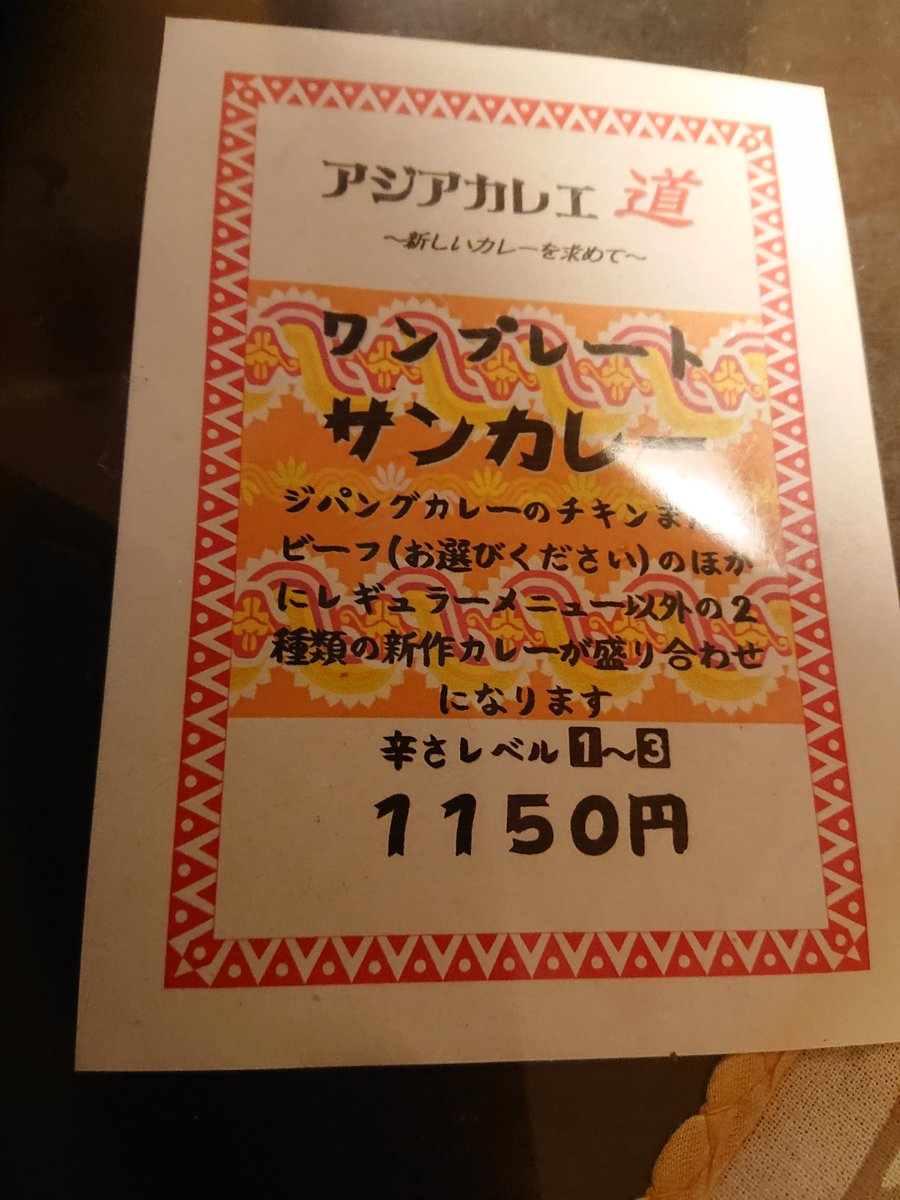 アジアカレエ 道
～新しいカレーを求めて～
ワンプレート
サンカレー
ジパングカレーのチキンまた
ビーフ(お選びください)のほか
にレギュラーメニュー以外の2
種類の新作カレーが盛り合わせ
になります
辛さレベル1～3
1150円